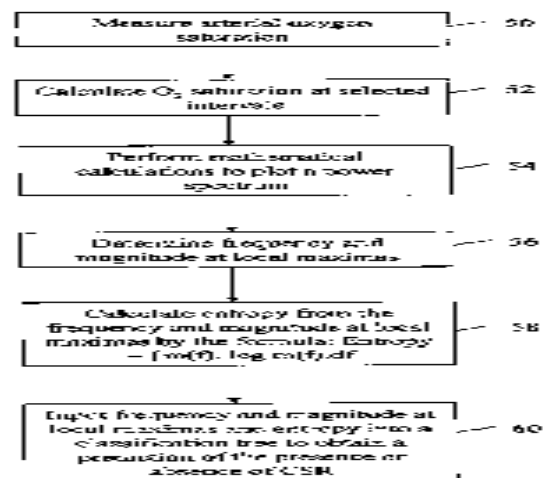 Measure arterial oxygen
saturation
50
Calculate O₂ saturation at selected
intervals
52
Perform mathematical
calculations to plot a power
spectrum
54
Determine frequency and
magnitude at local maximas
56
Calculate entropy from the
frequency and magnitude at local
maximas by the formula: Entropy
= ∫ m(f). log m(f).df
58
Input frequency and magnitude at
local maximas and entropy into a
classification tree to obtain a
prediction of the presence or
absence of CSR
60